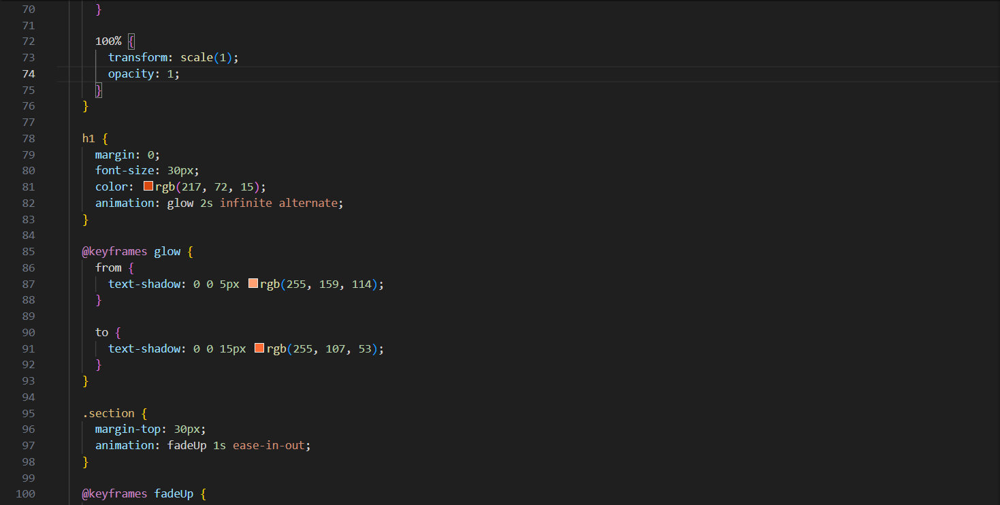 70 }
71
72 100% {
73 transform: scale(1);
74 opacity: 1;
75 }
76 }
77
78 h1 {
79 margin: 0;
80 font-size: 30px;
81 color: rgb(217, 72, 15);
82 animation: glow 2s infinite alternate;
83 }
84
85 @keyframes glow {
86 from {
87 text-shadow: 0 0 5px rgb(255, 159, 114);
88 }
89
90 to {
91 text-shadow: 0 0 15px rgb(255, 107, 53);
92 }
93 }
94
95 .section {
96 margin-top: 30px;
97 animation: fadeUp 1s ease-in-out;
98 }
99
100 @keyframes fadeUp {